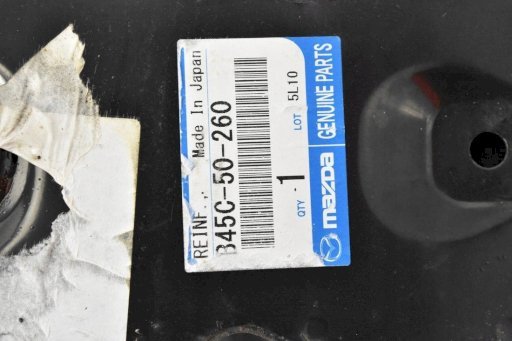 REINF.,. Made In Japan
B45C-50-260
QTY 1 LOT 5L10
mazda GENUINE PARTS